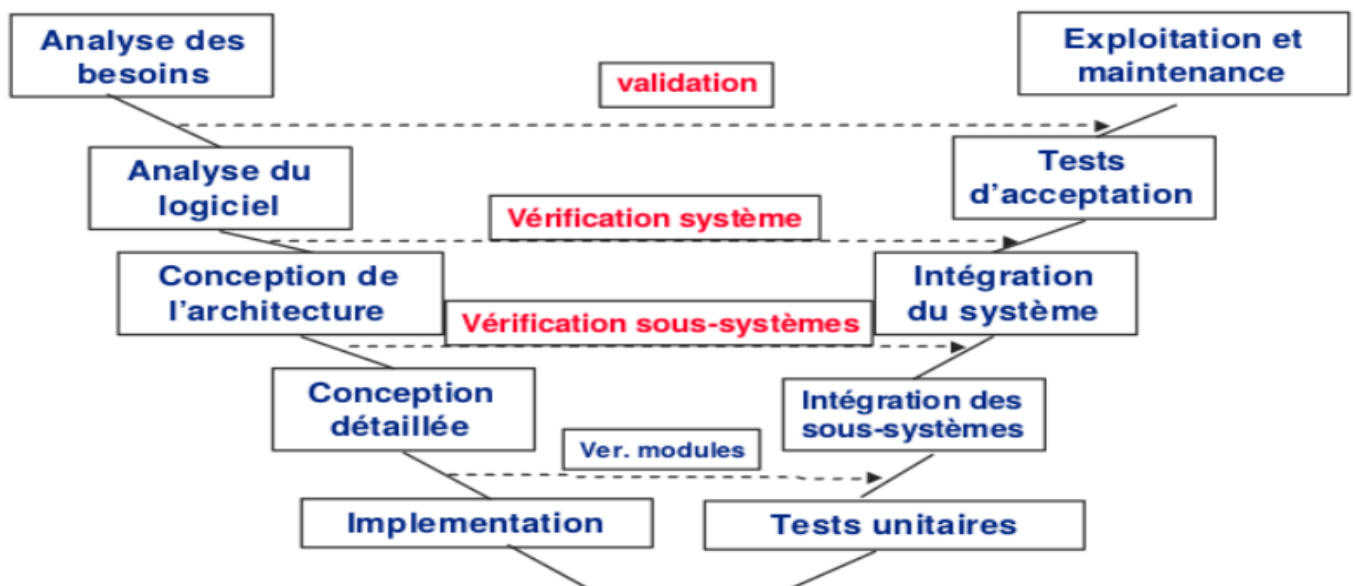 Analyse des
besoins
Exploitation et
maintenance
validation
Analyse du
logiciel
Tests
d'acceptation
Vérification système
Conception de
l'architecture
Intégration
du système
Vérification sous-systèmes
Conception
détaillée
Intégration des
sous-systèmes
Ver. modules
Implementation
Tests unitaires